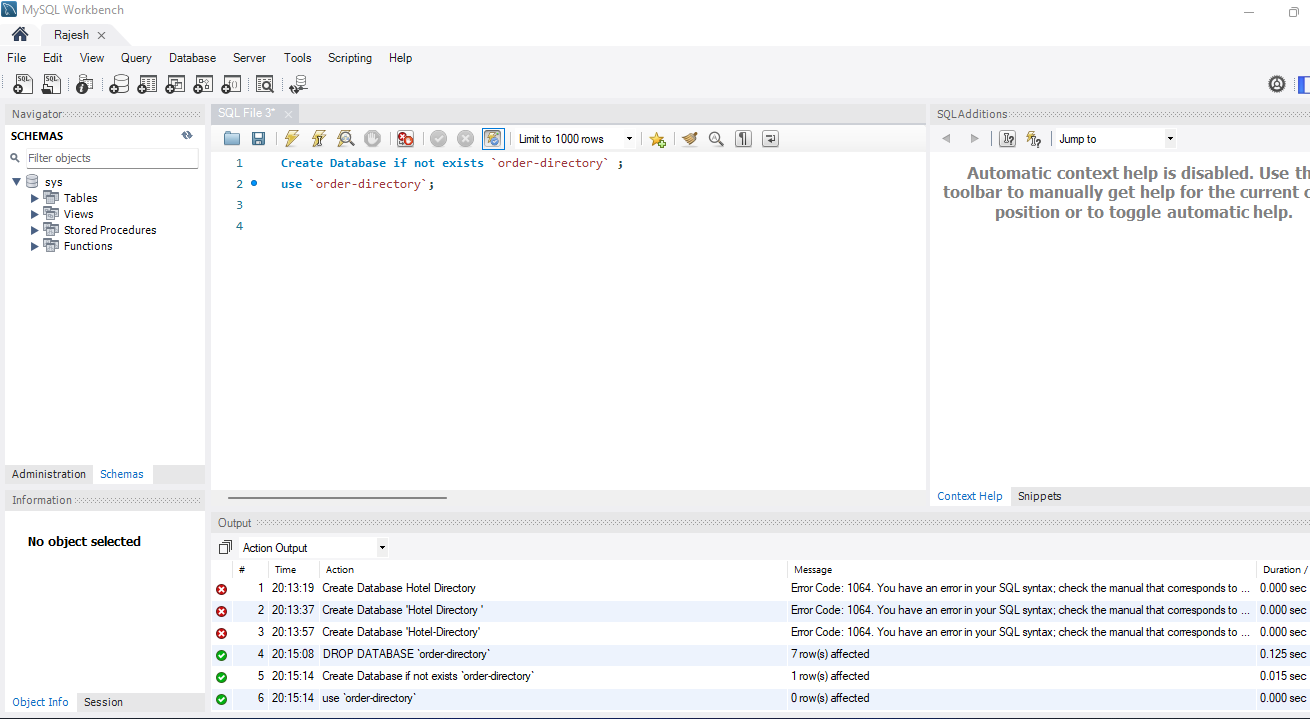 MySQL Workbench
Rajesh
File Edit View Query Database Server Tools Scripting Help
Navigator
SCHEMAS
Filter objects
sys
Tables
Views
Stored Procedures
Functions
Administration Schemas
Information
No object selected
Object Info Session
SQL File 3*
Limit to 1000 rows
1 Create Database if not exists `order-directory` ;
2 use `order-directory`;
3
4
SQLAdditions
Jump to
Automatic context help is disabled. Use th
toolbar to manually get help for the current c
position or to toggle automatic help.
Context Help Snippets
Output
Action Output
# Time Action Message Duration /
1 20:13:19 Create Database Hotel Directory Error Code: 1064. You have an error in your SQL syntax; check the manual that corresponds to ... 0.000 sec
2 20:13:37 Create Database 'Hotel Directory ' Error Code: 1064. You have an error in your SQL syntax; check the manual that corresponds to ... 0.000 sec
3 20:13:57 Create Database 'Hotel-Directory' Error Code: 1064. You have an error in your SQL syntax; check the manual that corresponds to ... 0.000 sec
4 20:15:08 DROP DATABASE `order-directory` 7 row(s) affected 0.125 sec
5 20:15:14 Create Database if not exists `order-directory` 1 row(s) affected 0.015 sec
6 20:15:14 use `order-directory` 0 row(s) affected 0.000 sec